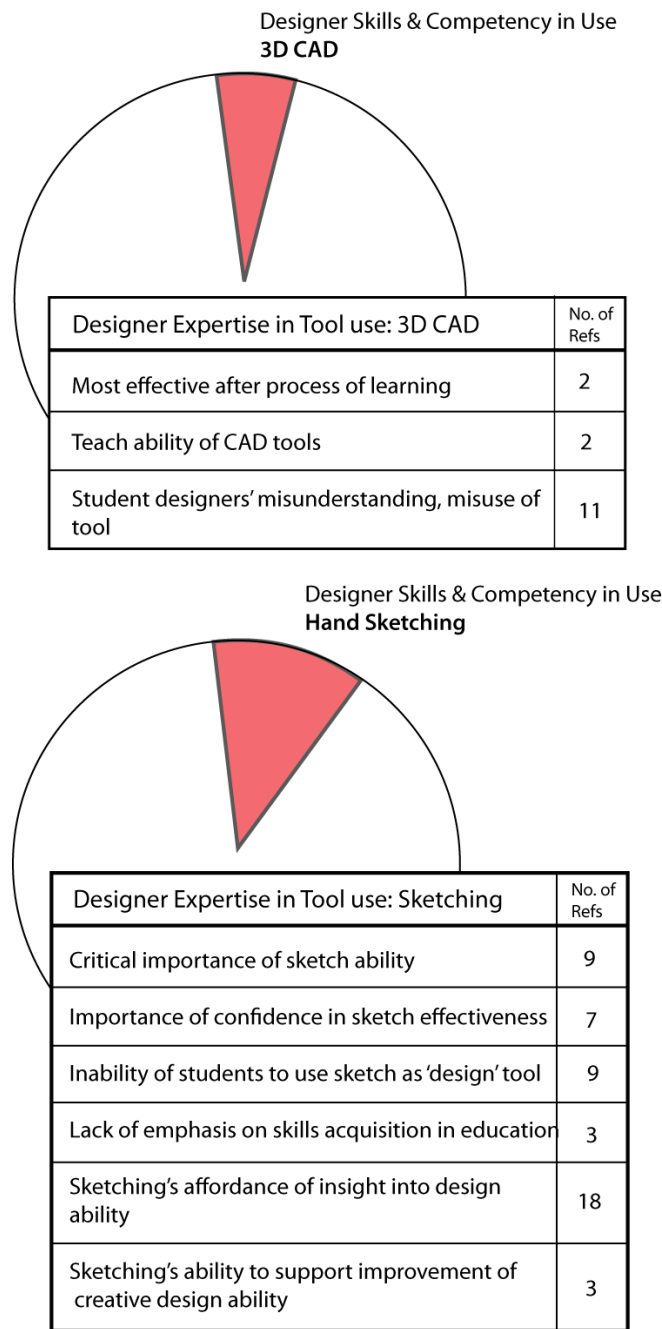 Designer Skills & Competency in Use
3D CAD
Designer Expertise in Tool use: 3D CAD
No. of
Refs
Most effective after process of learning
2
Teach ability of CAD tools
2
Student designers' misunderstanding, misuse of
tool
11
Designer Skills & Competency in Use
Hand Sketching
Designer Expertise in Tool use: Sketching
No. of
Refs
Critical importance of sketch ability
9
Importance of confidence in sketch effectiveness
7
Inability of students to use sketch as 'design' tool
9
Lack of emphasis on skills acquisition in education
3
Sketching's affordance of insight into design
ability
18
Sketching's ability to support improvement of
creative design ability
3